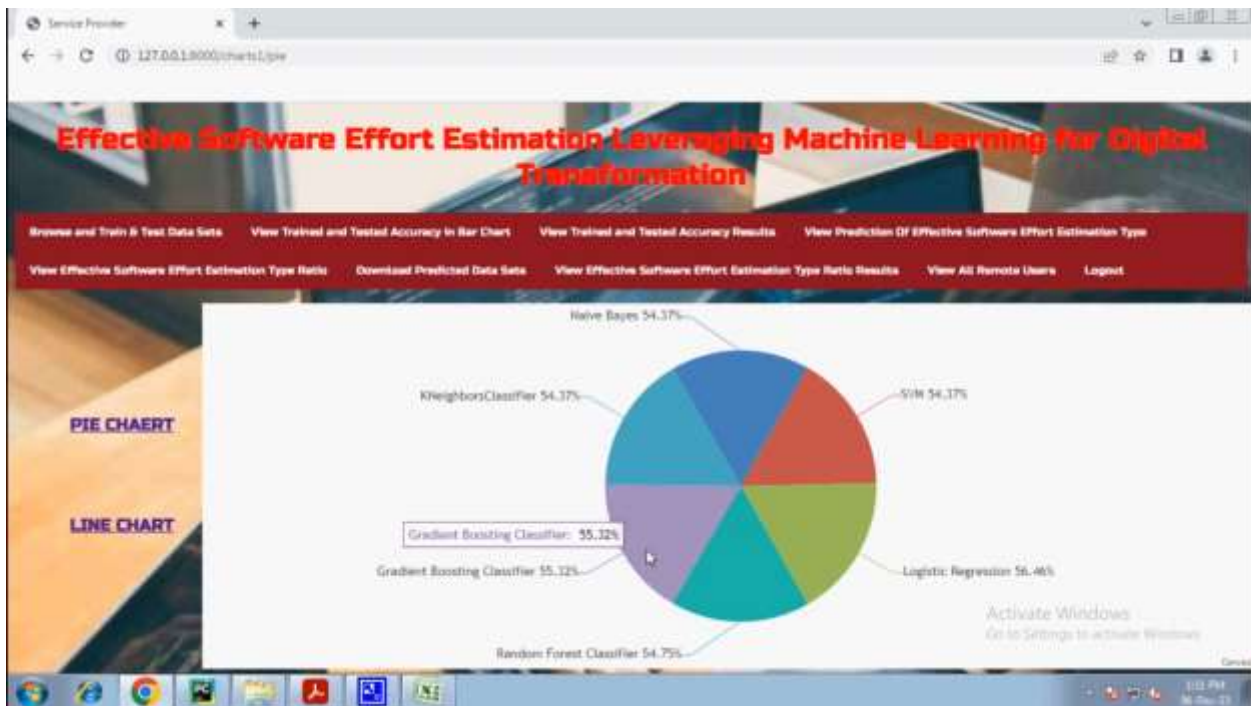 Service Provider
127.0.0.1:8000/charts1/pie
Effective Software Effort Estimation Leveraging Machine Learning for Digital
Transformation
Browse and Train & Test Data Sets View Trained and Tested Accuracy in Bar Chart View Trained and Tested Accuracy Results View Prediction Of Effective Software Effort Estimation Type
View Effective Software Effort Estimation Type Ratio Download Predicted Data Sets View Effective Software Effort Estimation Type Ratio Results View All Remote Users Logout
Naive Bayes 54.37%
KNeighborsClassifier 54.37%
SVM 54.37%
PIE CHAERT
LINE CHART
Gradient Boosting Classifier: 55.32%
Gradient Boosting Classifier 55.32%
Logistic Regression 56.46%
Random Forest Classifier 54.75%
Activate Windows
Go to Settings to activate Windows.